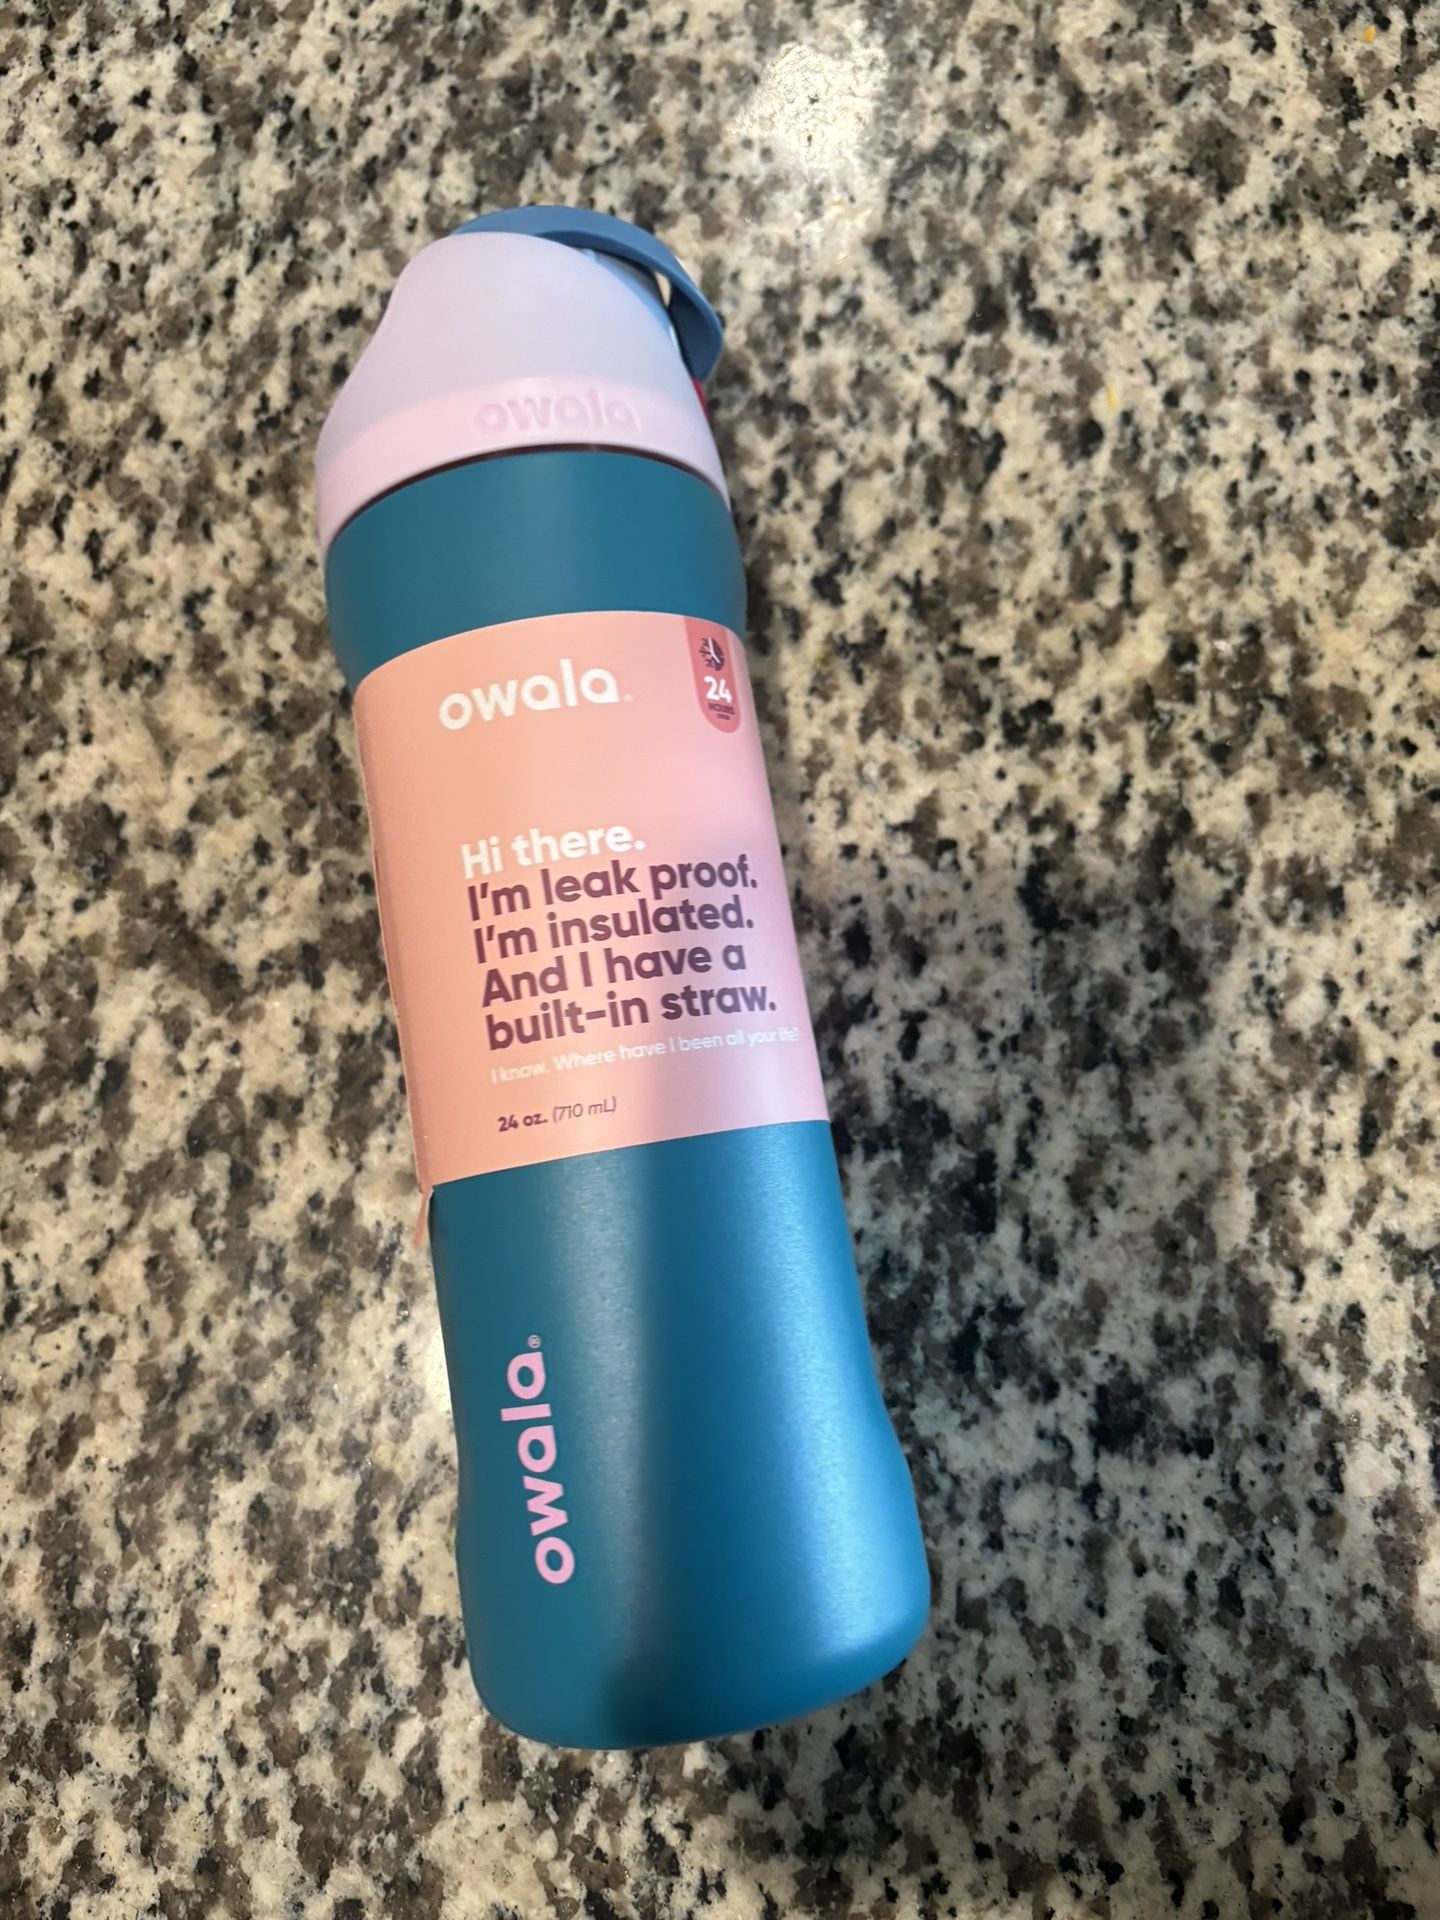 owala
owala®
24
HOURS
Hi there.
I'm leak proof.
I'm insulated.
And I have a
built-in straw.
I know. Where have I been all your life?
24 oz. (710 mL)
owala®